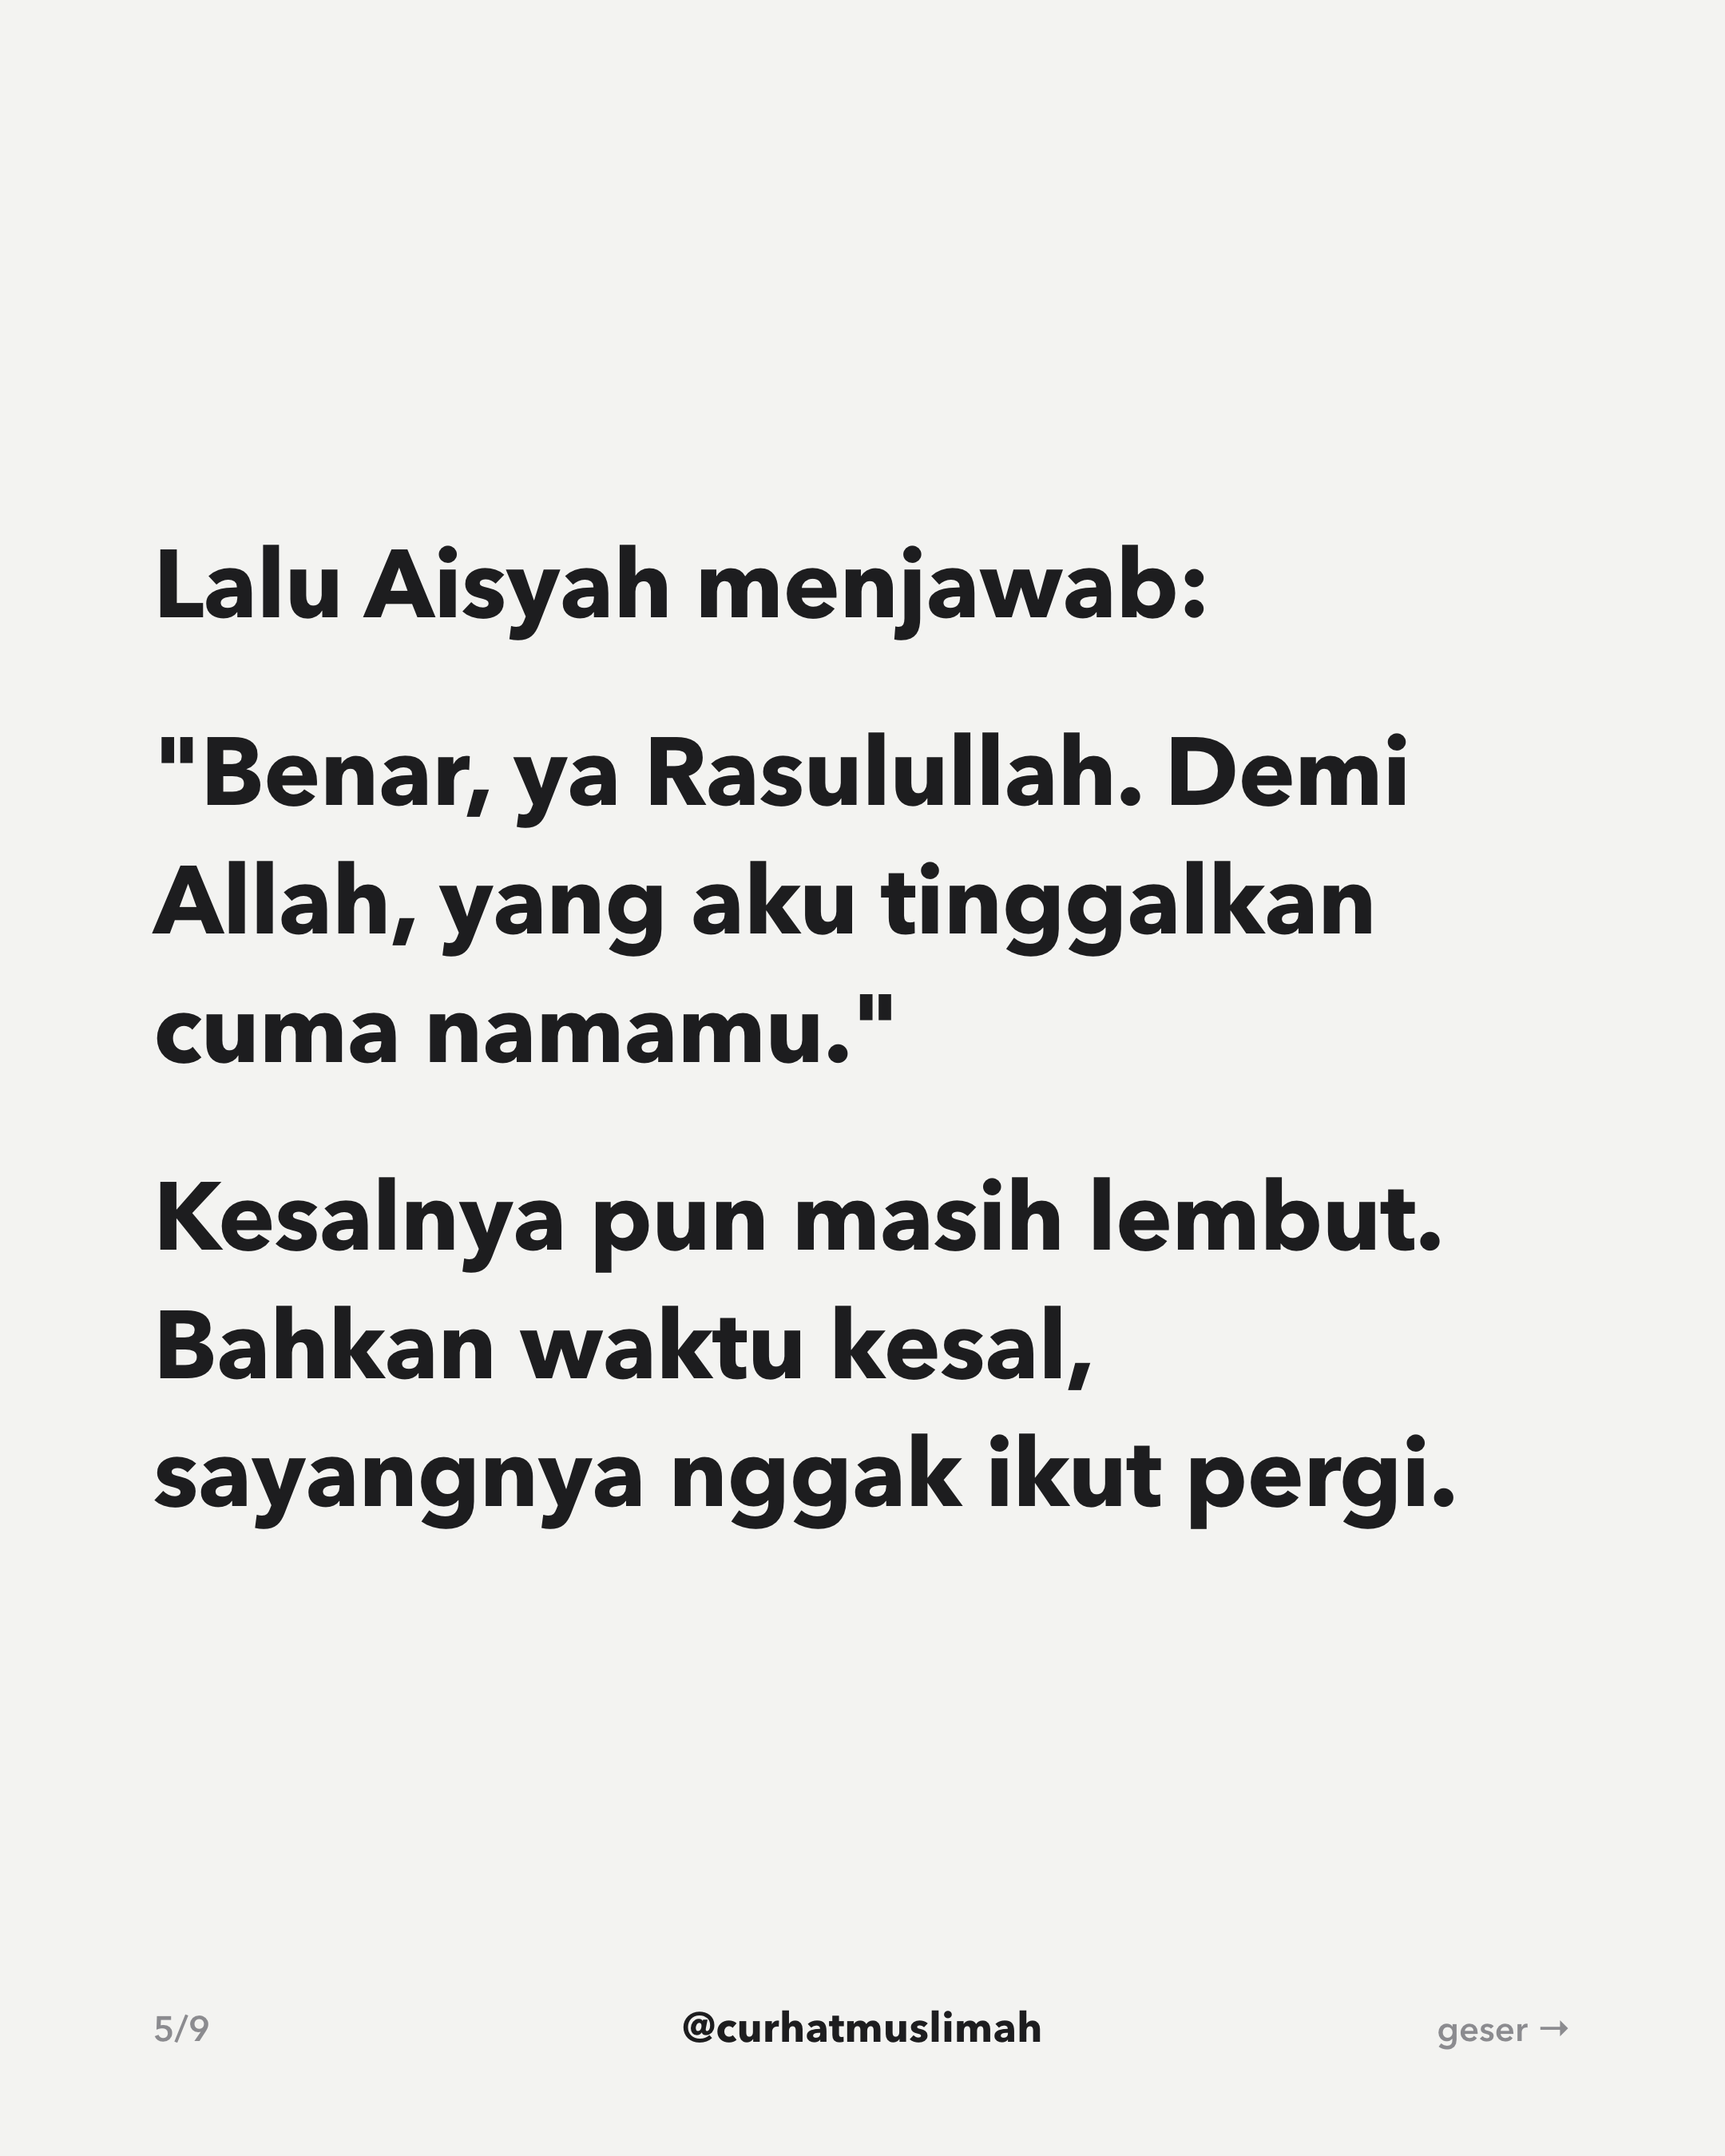 Lalu Aisyah menjawab:
"Benar, ya Rasulullah. Demi
Allah, yang aku tinggalkan
cuma namamu."
Kesalnya pun masih lembut.
Bahkan waktu kesal,
sayangnya nggak ikut pergi.
5/9
@curhatmuslimah
geser →